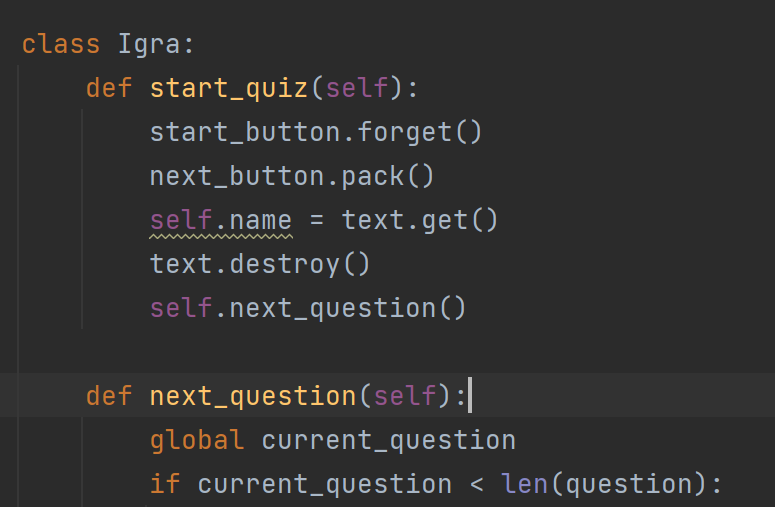 class Igra:
    def start_quiz(self):
        start_button.forget()
        next_button.pack()
        self.name = text.get()
        text.destroy()
        self.next_question()
    def next_question(self):
        global current_question
        if current_question < len(question):